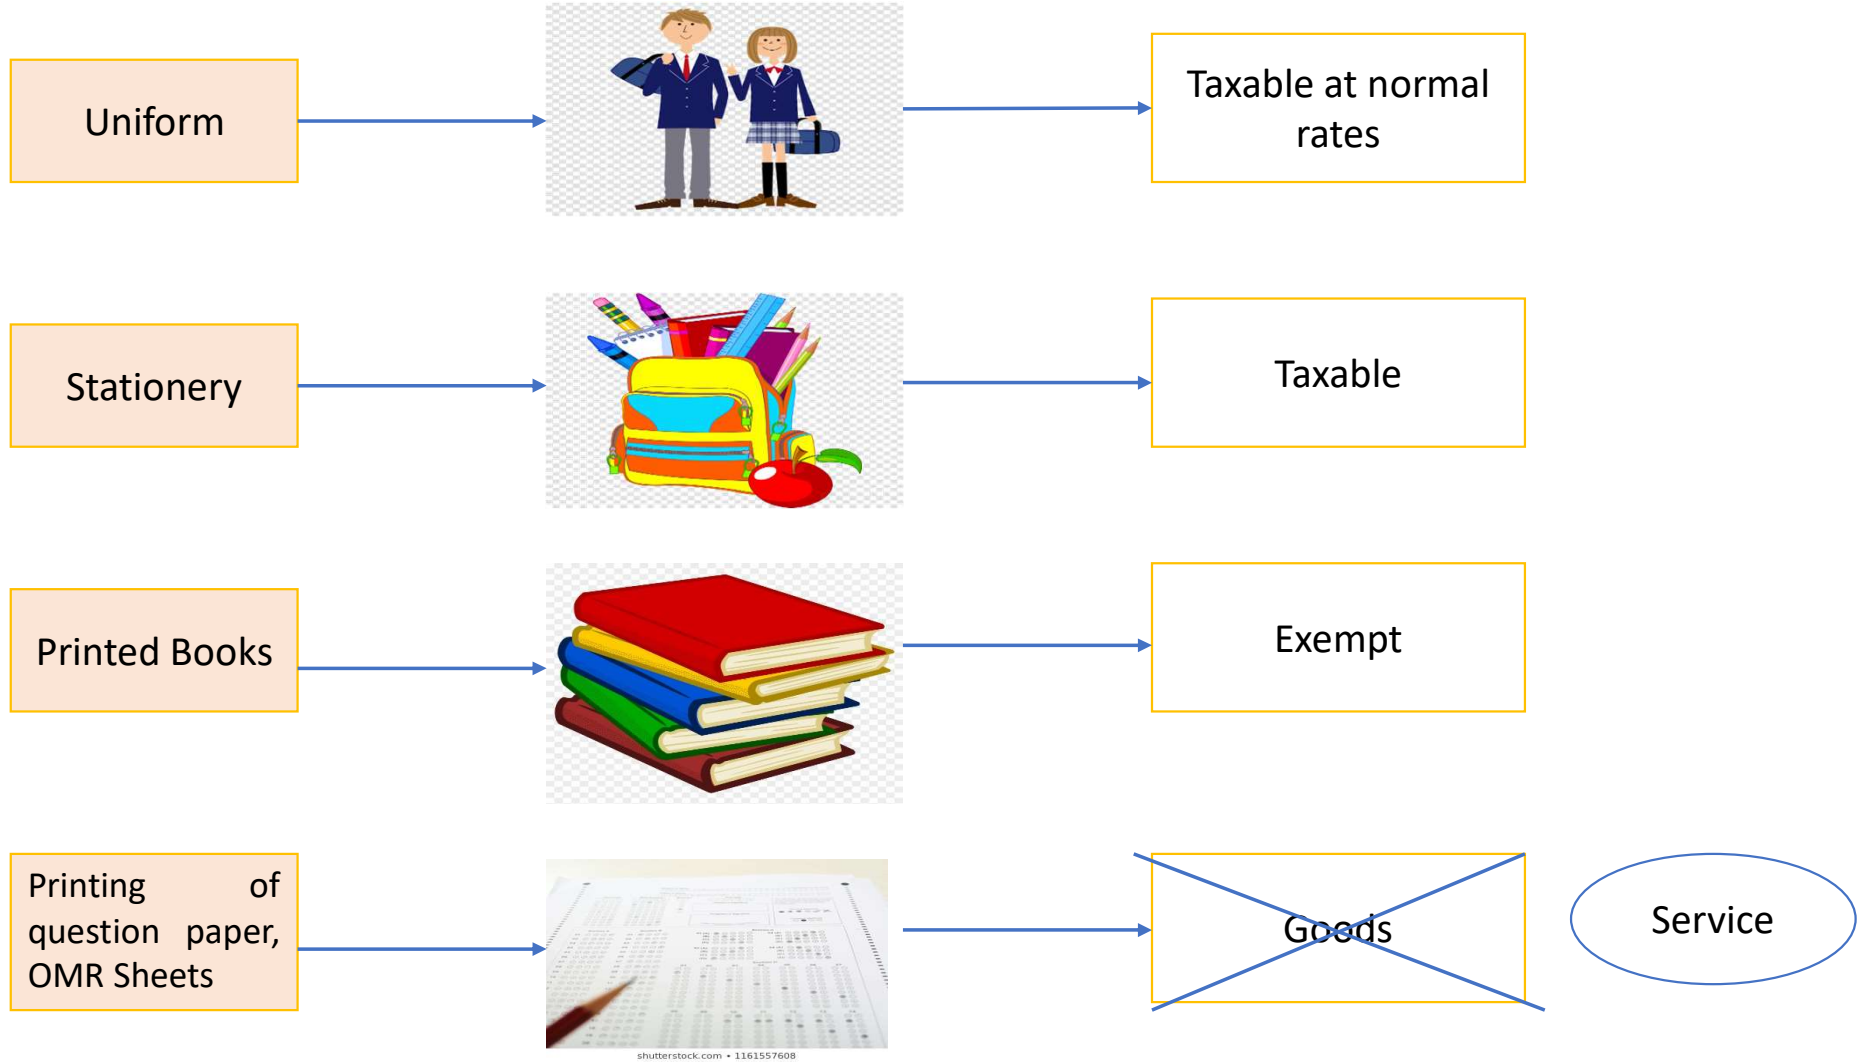 Uniform
Taxable at normal
rates
Stationery
Taxable
Printed Books
Exempt
Printing of
question paper,
OMR Sheets
Goods
Service
shutterstock.com • 1161557608